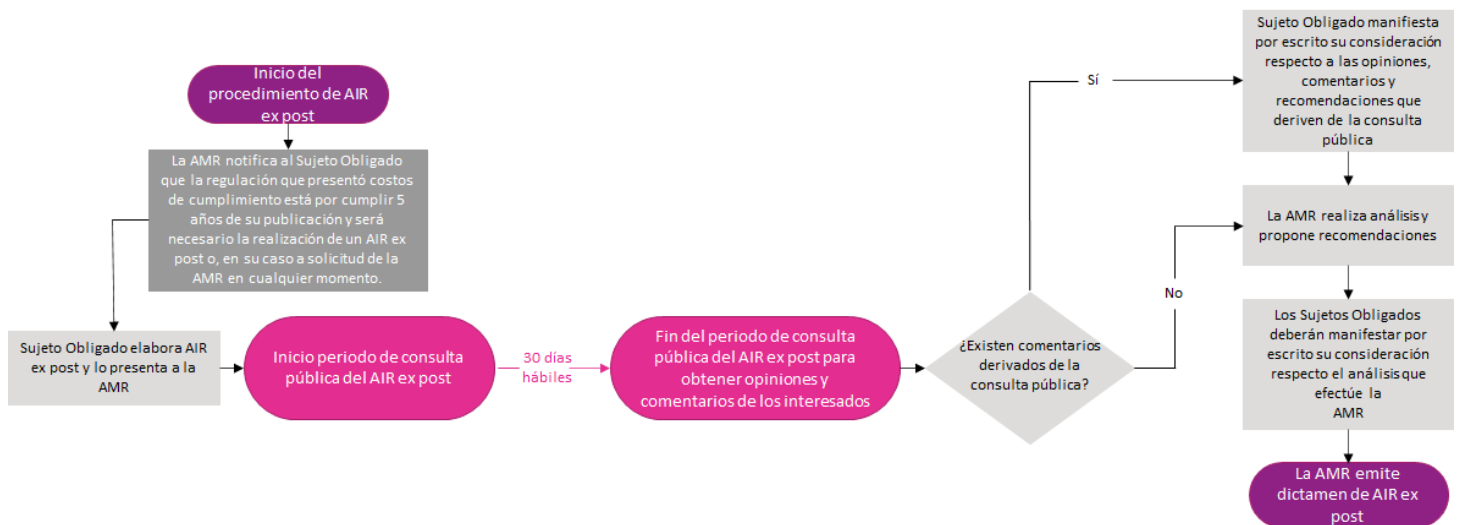 Inicio del
procedimiento de AIR
ex post
La AMR notifica al Sujeto Obligado
que la regulación que presentó costos
de cumplimiento está por cumplir 5
años de su publicación y será
necesario la realización de un AIR ex
post o, en su caso a solicitud de la
AMR en cualquier momento.
Sujeto Obligado elabora AIR
ex post y lo presenta a la
AMR
Inicio periodo de consulta
pública del AIR ex post
30 días
hábiles
Fin del periodo de consulta
pública del AIR ex post para
obtener opiniones y
comentarios de los interesados
¿Existen comentarios
derivados de la
consulta pública?
Sí
No
Sujeto Obligado manifiesta
por escrito su consideración
respecto a las opiniones,
comentarios y
recomendaciones que
deriven de la consulta
pública
La AMR realiza análisis y
propone recomendaciones
Los Sujetos Obligados
deberán manifestar por
escrito su consideración
respecto el análisis que
efectúe la
AMR
La AMR emite
dictamen de AIR ex
post